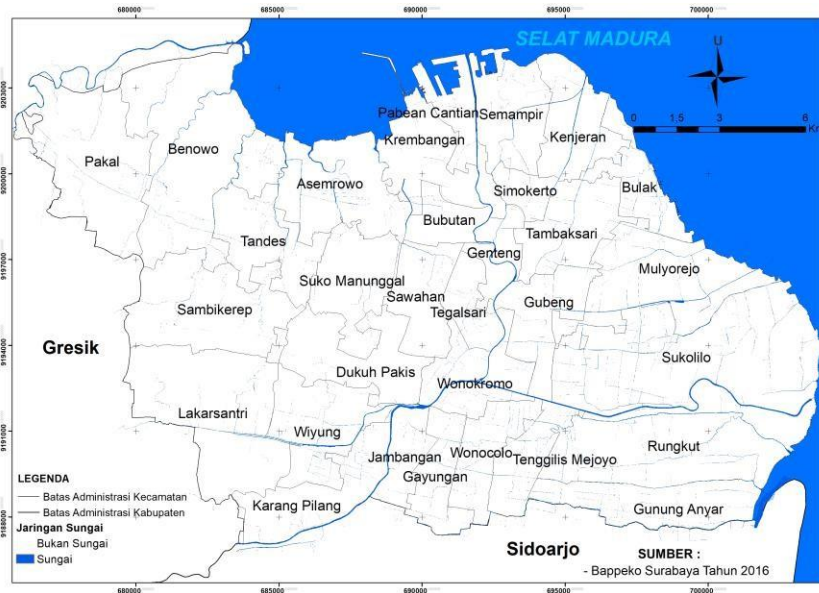 680000 685000 690000 695000 700000
SELAT MADURA
U
9203000
Pabean Cantian Semampir
0 1,5 3 6
Km
Krembangan
Kenjeran
Benowo
Pakal
9200000
Asemrowo
Simokerto
Bulak
Bubutan
Tambaksari
Tandes
Genteng
9197000
Mulyorejo
Suko Manunggal
Sawahan
Gubeng
Sambikerep
Tegalsari
Gresik
9194000
Sukolilo
Dukuh Pakis
Wonokromo
Lakarsantri
9191000
Wiyung
Rungkut
Jambangan
Wonocolo
Tenggilis Mejoyo
Gayungan
LEGENDA
Batas Administrasi Kecamatan
Batas Administrasi Kabupaten
Jaringan Sungai
Bukan Sungai
Sungai
Karang Pilang
9188000
Gunung Anyar
Sidoarjo
SUMBER :
- Bappeko Surabaya Tahun 2016
680000 685000 690000 695000 700000